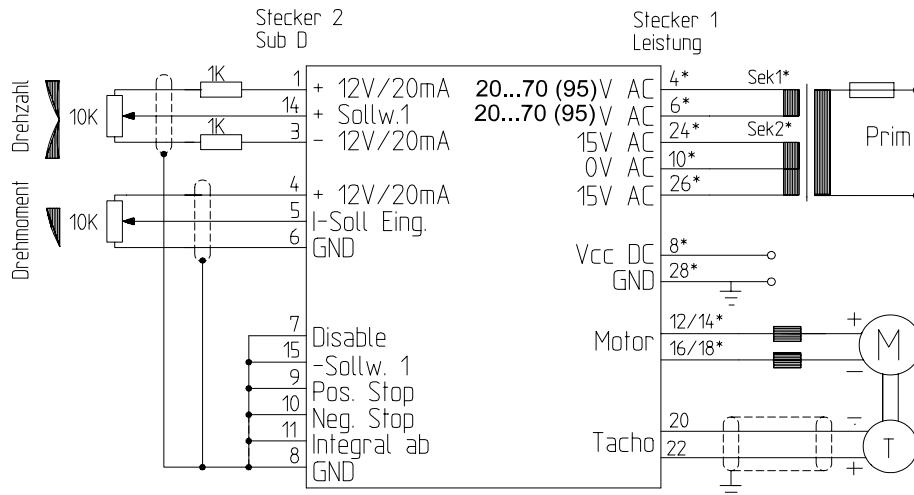 Stecker 2
Sub D
Stecker 1
Leistung
Drehzahl
10K
1K
1K
1
+ 12V/20mA
14
+ Sollw.1
3
- 12V/20mA
Drehmoment
10K
4
+ 12V/20mA
5
I-Soll Eing.
6
GND
7
Disable
15
-Sollw. 1
9
Pos. Stop
10
Neg. Stop
11
Integral ab
8
GND
20...70 (95)V AC
4*
20...70 (95)V AC
6*
15V AC
24*
0V AC
10*
15V AC
26*
Sek1*
Sek2*
Prim
Vcc DC
8*
GND
28*
Motor
12/14*
16/18*
+
M
−
Tacho
20
22
−
T
+